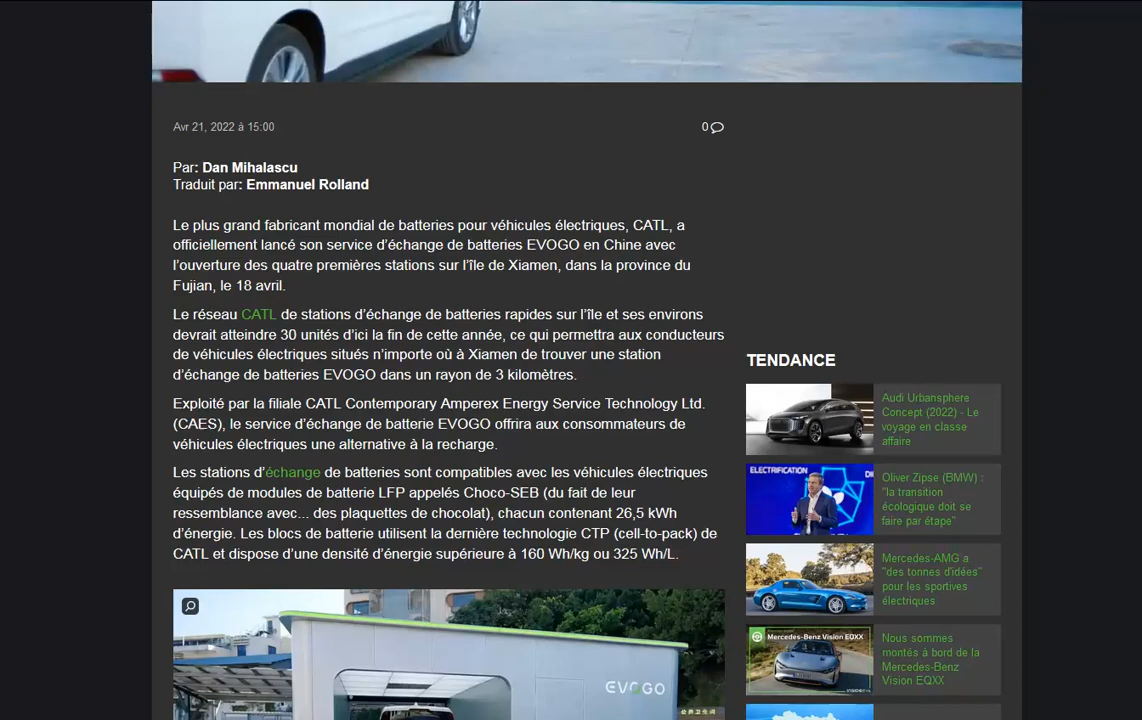 Avr 21, 2022 à 15:00
0
Par: Dan Mihalascu
Traduit par: Emmanuel Rolland
Le plus grand fabricant mondial de batteries pour véhicules électriques, CATL, a
officiellement lancé son service d'échange de batteries EVOGO en Chine avec
l'ouverture des quatre premières stations sur l'île de Xiamen, dans la province du
Fujian, le 18 avril.
Le réseau CATL de stations d'échange de batteries rapides sur l'île et ses environs
devrait atteindre 30 unités d'ici la fin de cette année, ce qui permettra aux conducteurs
de véhicules électriques situés n'importe où à Xiamen de trouver une station
d'échange de batteries EVOGO dans un rayon de 3 kilomètres.
Exploité par la filiale CATL Contemporary Amperex Energy Service Technology Ltd.
(CAES), le service d'échange de batterie EVOGO offrira aux consommateurs de
véhicules électriques une alternative à la recharge.
Les stations d'échange de batteries sont compatibles avec les véhicules électriques
équipés de modules de batterie LFP appelés Choco-SEB (du fait de leur
ressemblance avec... des plaquettes de chocolat), chacun contenant 26,5 kWh
d'énergie. Les blocs de batterie utilisent la dernière technologie CTP (cell-to-pack) de
CATL et dispose d'une densité d'énergie supérieure à 160 Wh/kg ou 325 Wh/L.
EVOGO
TENDANCE
Audi Urbansphere
Concept (2022) - Le
voyage en classe
affaire
ELECTRIFICATION
Oliver Zipse (BMW) :
"la transition
écologique doit se
faire par étape"
Mercedes-AMG a
"des tonnes d'idées"
pour les sportives
électriques
Mercedes-Benz Vision EQXX
Nous sommes
montés à bord de la
Mercedes-Benz
Vision EQXX